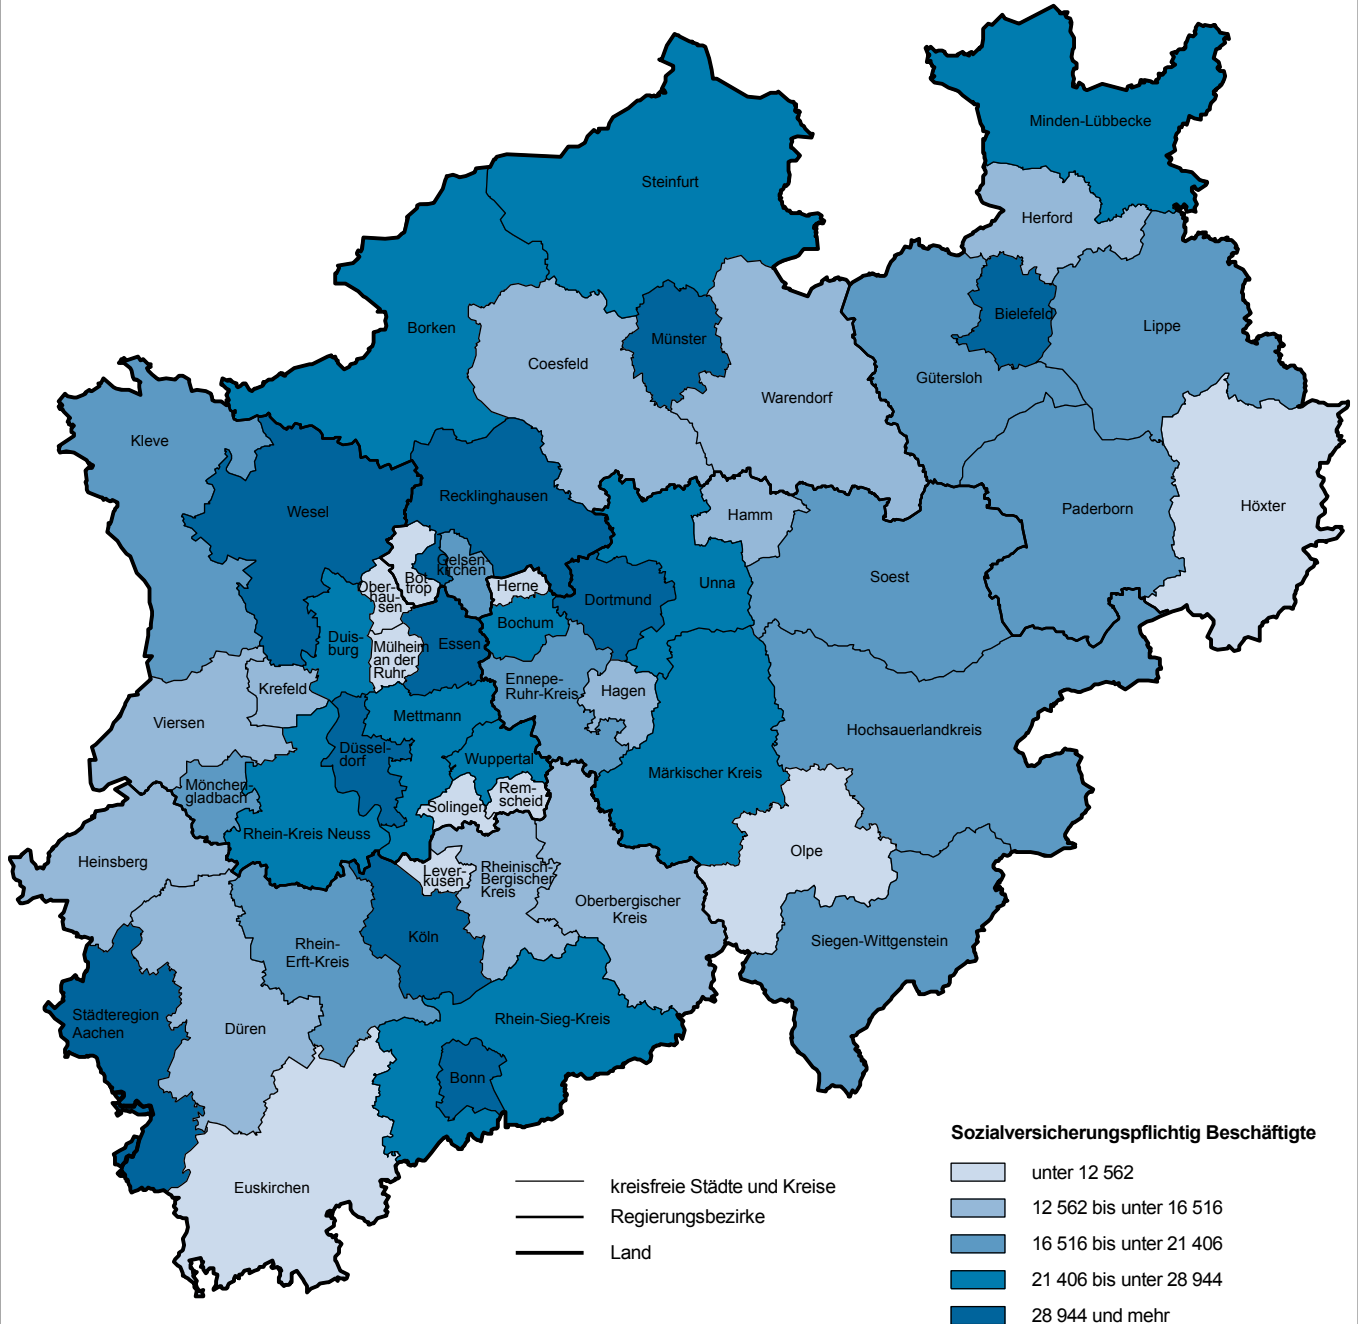 Minden-Lübbecke
Steinfurt
Herford
Borken
Münster
Bielefeld
Lippe
Coesfeld
Gütersloh
Warendorf
Kleve
Recklinghausen
Wesel
Hamm
Paderborn
Höxter
Gelsen-
kirchen
Bot
trop
Ober-
hau-
sen
Herne
Dortmund
Unna
Soest
Bochum
Duis-
burg
Mülheim
an der
Ruhr
Essen
Ennepe-
Ruhr-Kreis
Hagen
Krefeld
Viersen
Mettmann
Düssel-
dorf
Wuppertal
Hochsauerlandkreis
Märkischer Kreis
Mönchen-
gladbach
Solingen
Rem-
scheid
Rhein-Kreis Neuss
Heinsberg
Lever-
kusen
Rheinisch-
Bergischer
Kreis
Olpe
Oberbergischer
Kreis
Köln
Rhein-
Erft-Kreis
Siegen-Wittgenstein
Städteregion
Aachen
Düren
Rhein-Sieg-Kreis
Bonn
Euskirchen
kreisfreie Städte und Kreise
Regierungsbezirke
Land
Sozialversicherungspflichtig Beschäftigte
unter 12 562
12 562 bis unter 16 516
16 516 bis unter 21 406
21 406 bis unter 28 944
28 944 und mehr